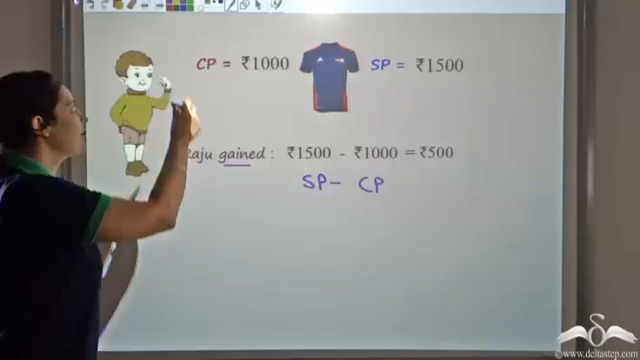 CP = ₹1000 SP = ₹1500
aju gained : ₹1500 - ₹1000 = ₹500
SP - CP
©www.deltastep.com